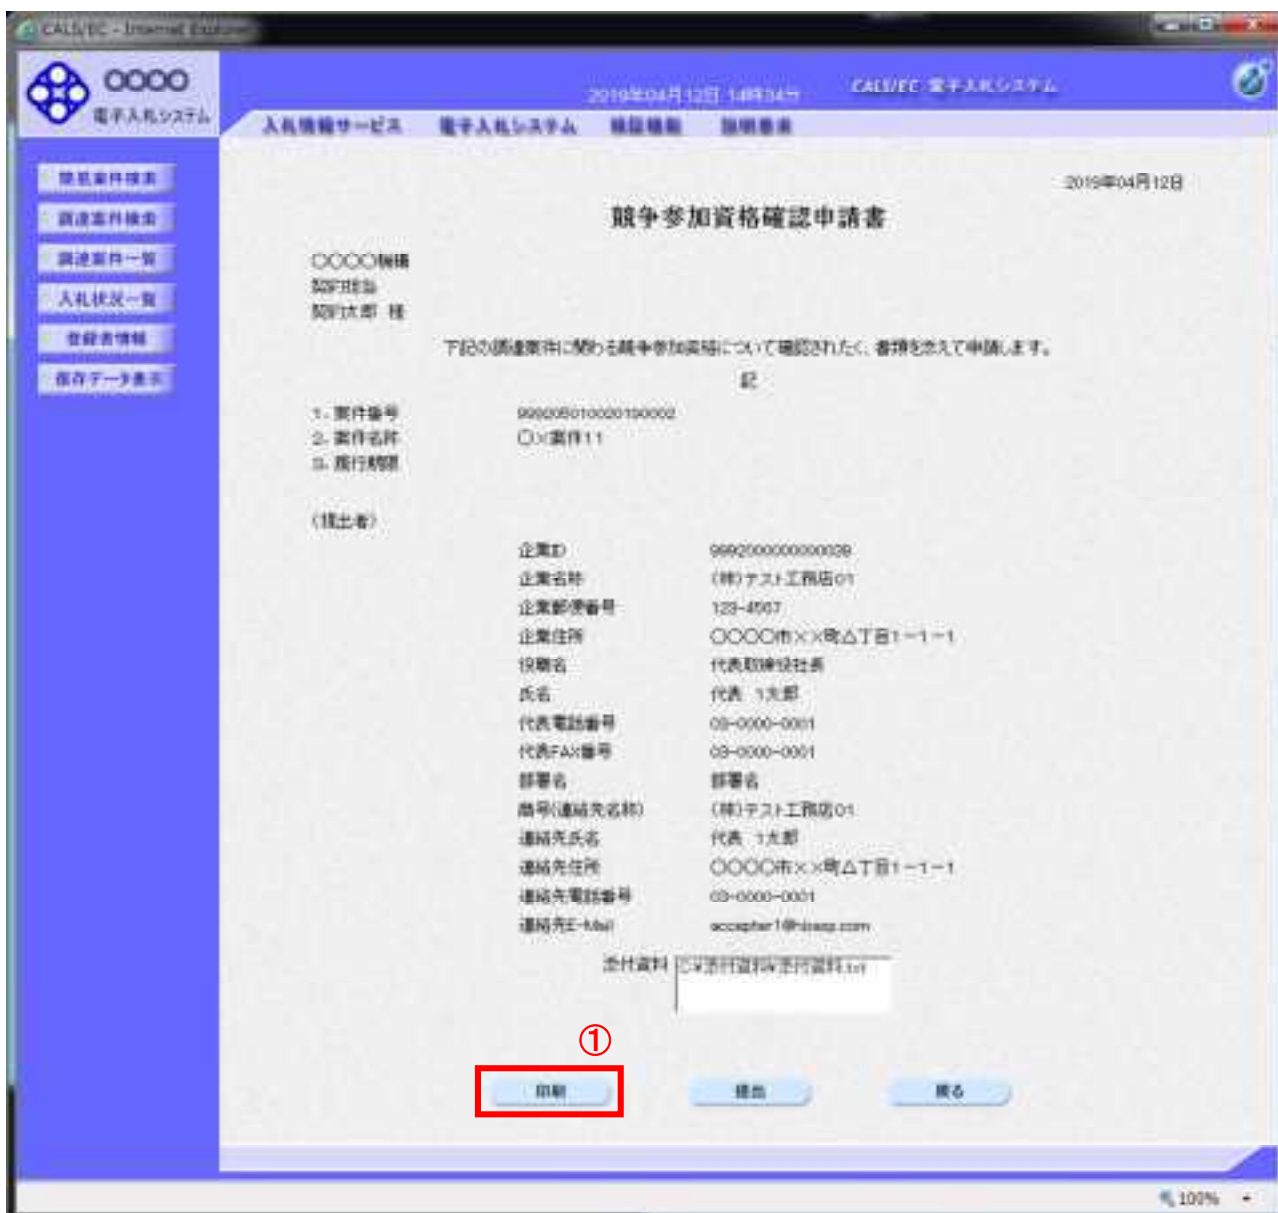 CALS/EC - Internet Explorer
○○○○
電子入札システム
2019年04月12日 14時34分
CALS/EC 電子入札システム
入札情報サービス 電子入札システム 検証機能 説明要求
簡易案件検索
調達案件検索
調達案件一覧
入札状況一覧
登録者情報
保存データ表示
2019年04月12日
競争参加資格確認申請書
○○○○機構
契約担当
契約太郎 様
下記の調達案件に関わる競争参加資格について確認されたく、書類を添えて申請します。
記
1. 案件番号 999205010020190002
2. 案件名称 ○×案件11
3. 履行期限
(提出者)
企業ID 9992000000000039
企業名称 (株)テスト工務店01
企業郵便番号 123-4567
企業住所 ○○○○市××町△丁目1-1-1
役職名 代表取締役社長
氏名 代表 1太郎
代表電話番号 03-0000-0001
代表FAX番号 03-0000-0001
部署名 部署名
商号(連絡先名称) (株)テスト工務店01
連絡先氏名 代表 1太郎
連絡先住所 ○○○○市××町△丁目1-1-1
連絡先電話番号 03-0000-0001
連絡先E-Mail
添付資料 C:¥添付資料¥添付資料.txt
①
印刷 提出 戻る
100%